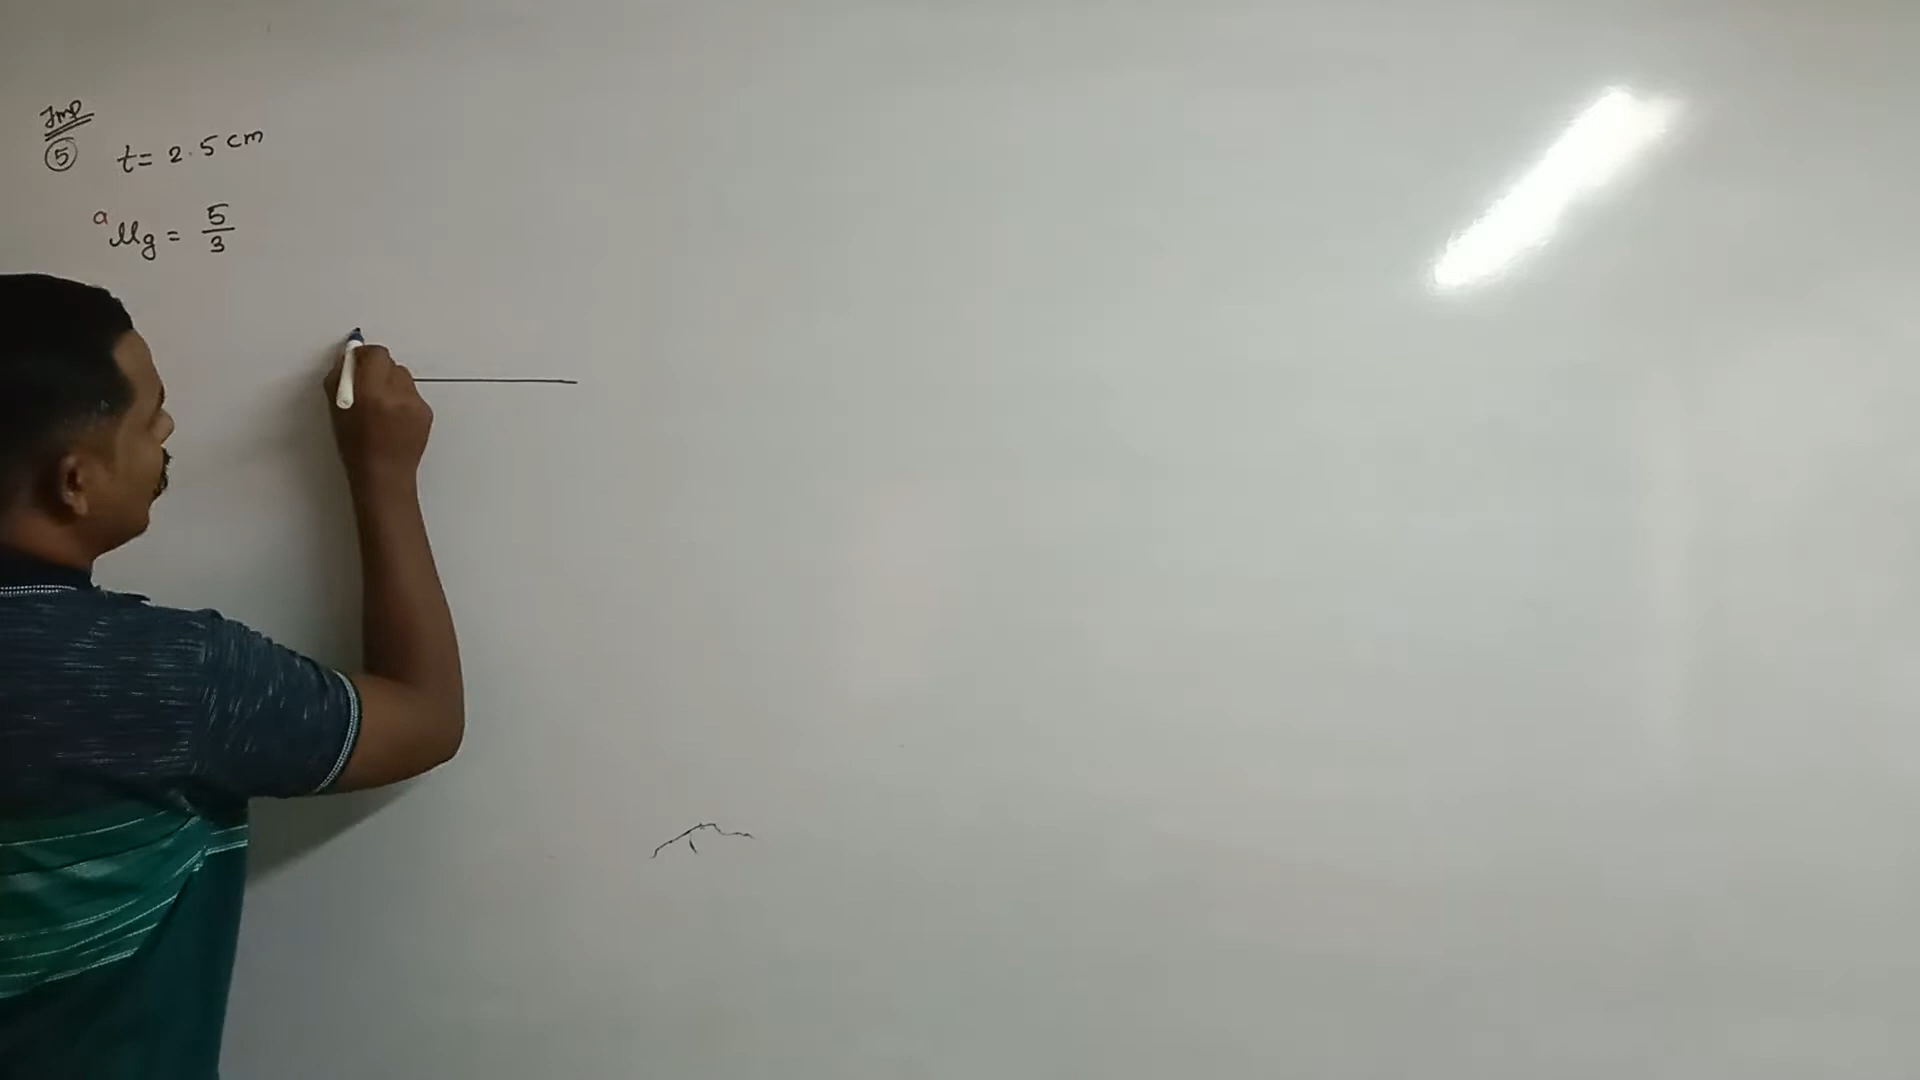 Imp
⑤ t = 2.5 cm
ᵃμg = 5/3